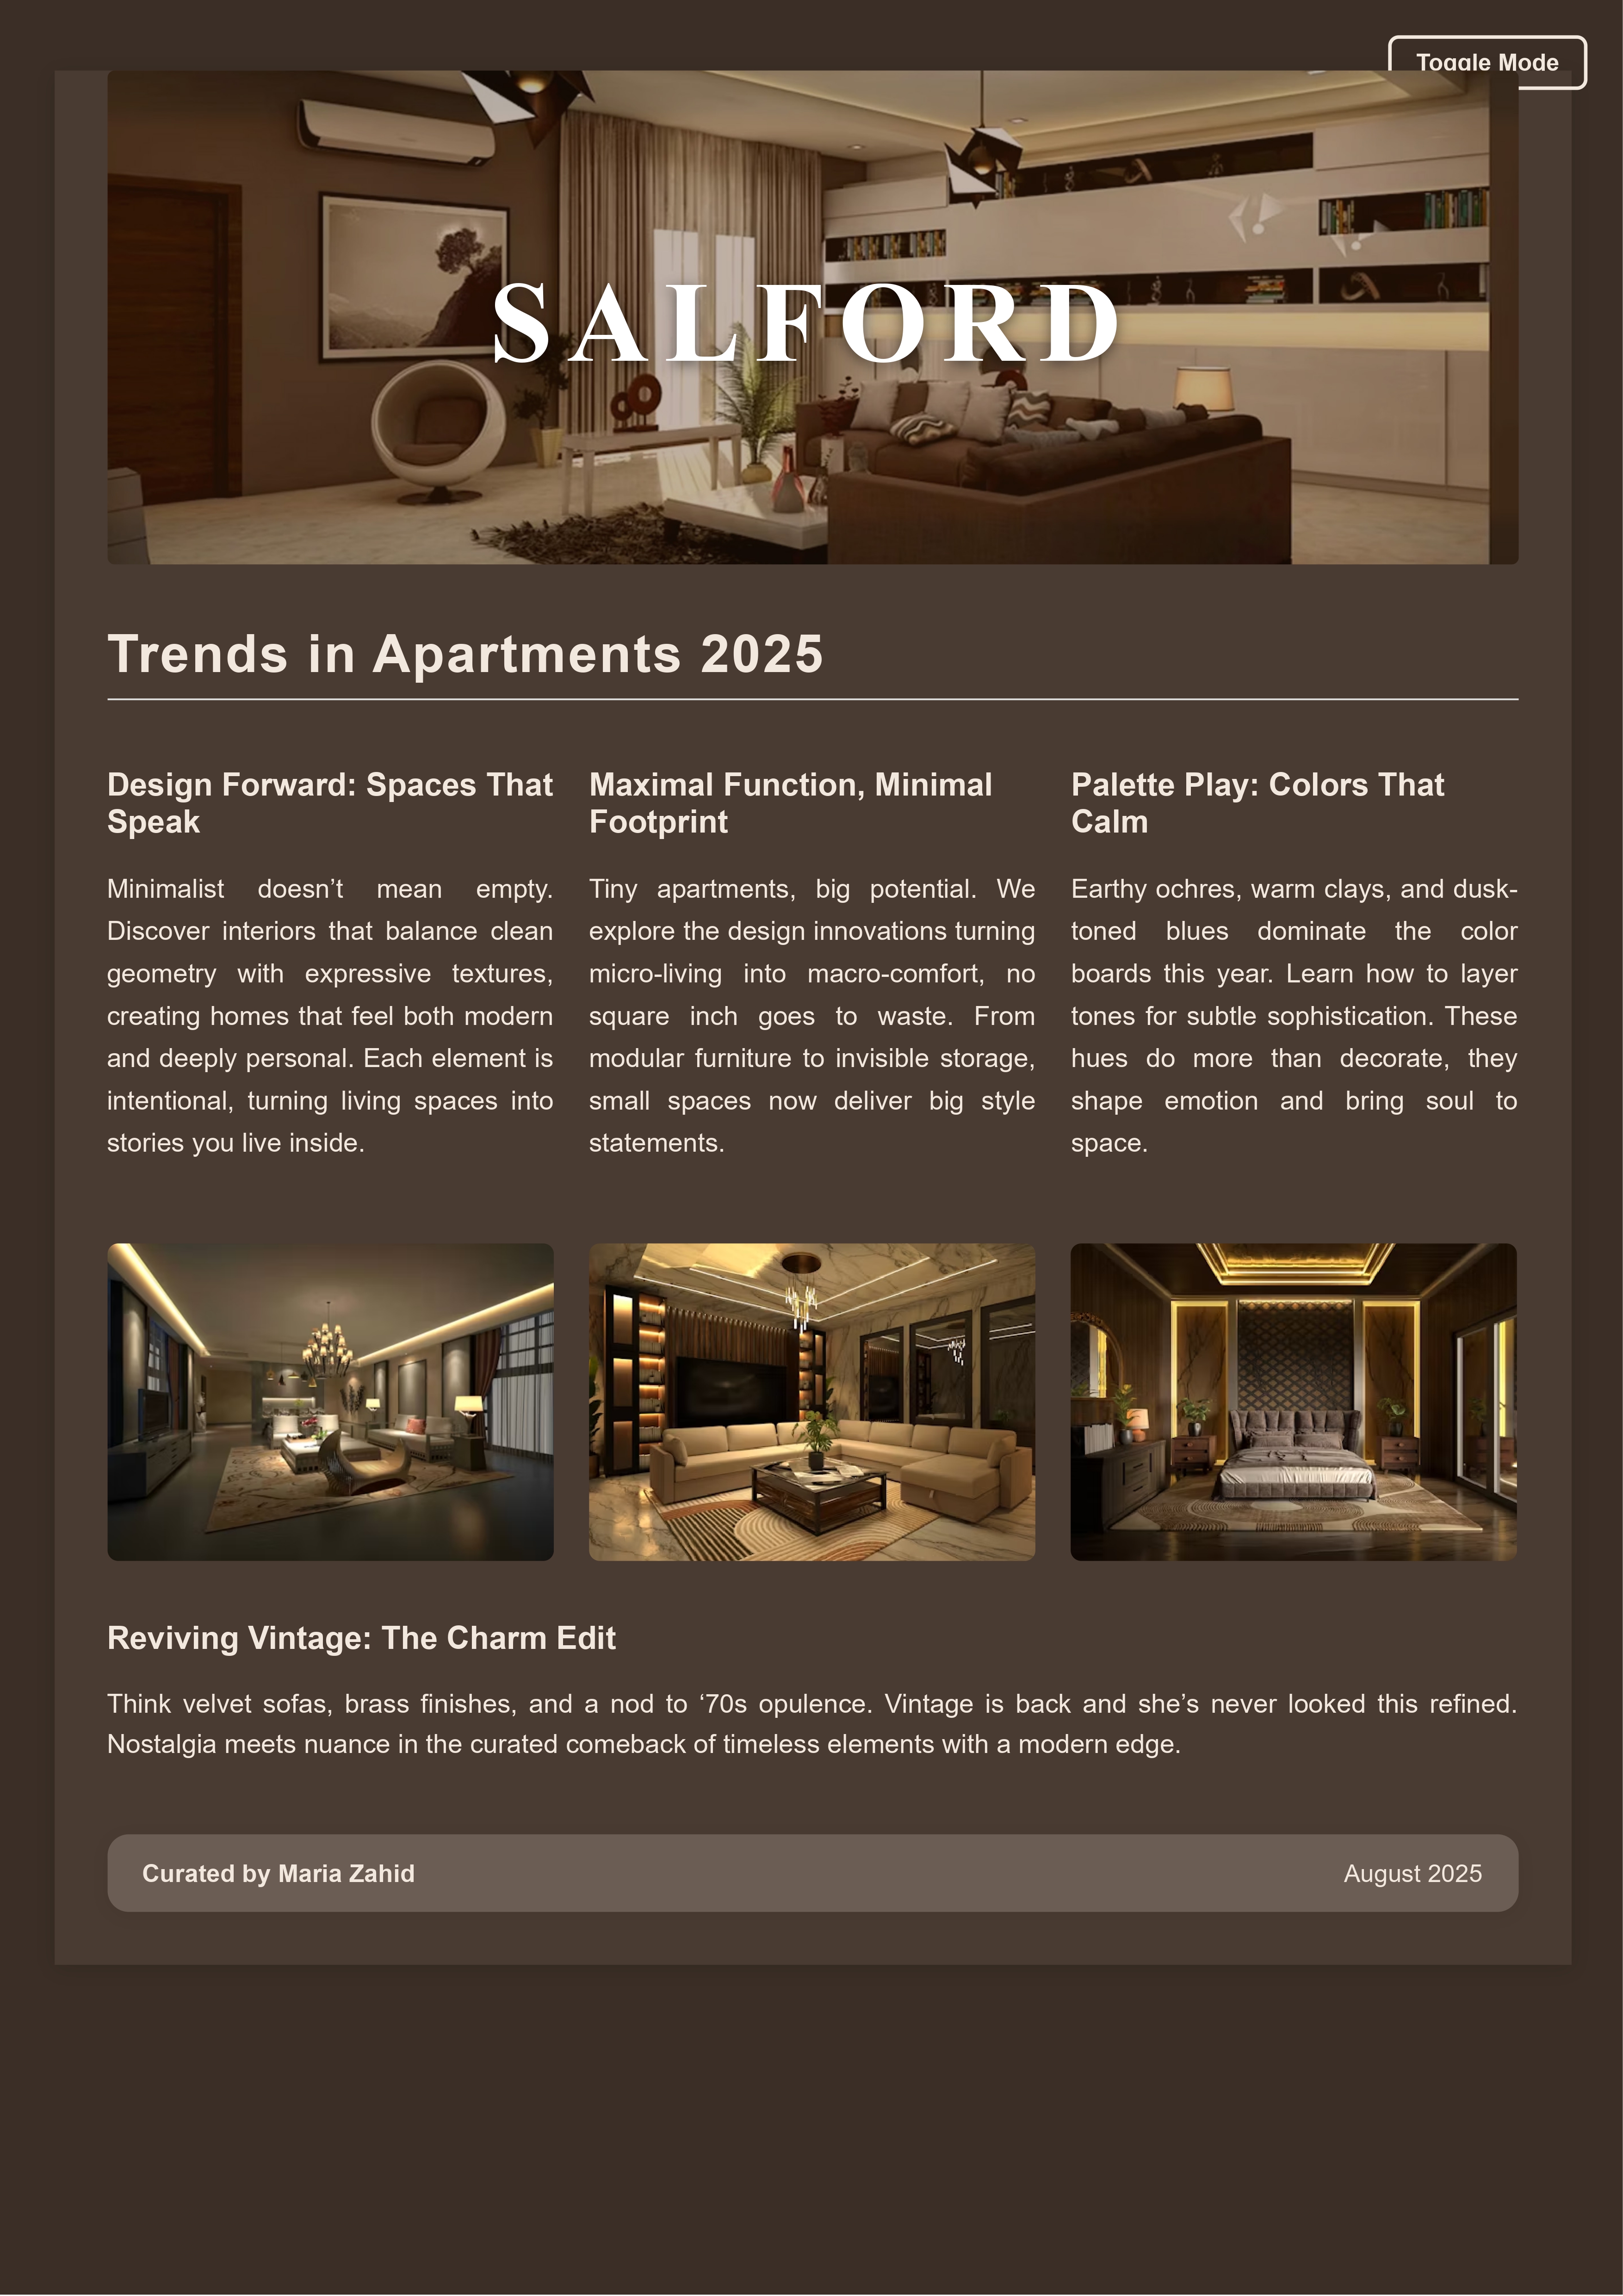 Toggle Mode
SALFORD
Trends in Apartments 2025
Design Forward: Spaces That
Speak
Minimalist doesn’t mean empty.
Discover interiors that balance clean
geometry with expressive textures,
creating homes that feel both modern
and deeply personal. Each element is
intentional, turning living spaces into
stories you live inside.
Maximal Function, Minimal
Footprint
Tiny apartments, big potential. We
explore the design innovations turning
micro-living into macro-comfort, no
square inch goes to waste. From
modular furniture to invisible storage,
small spaces now deliver big style
statements.
Palette Play: Colors That
Calm
Earthy ochres, warm clays, and dusk-
toned blues dominate the color
boards this year. Learn how to layer
tones for subtle sophistication. These
hues do more than decorate, they
shape emotion and bring soul to
space.
Reviving Vintage: The Charm Edit
Think velvet sofas, brass finishes, and a nod to ‘70s opulence. Vintage is back and she’s never looked this refined.
Nostalgia meets nuance in the curated comeback of timeless elements with a modern edge.
Curated by Maria Zahid
August 2025